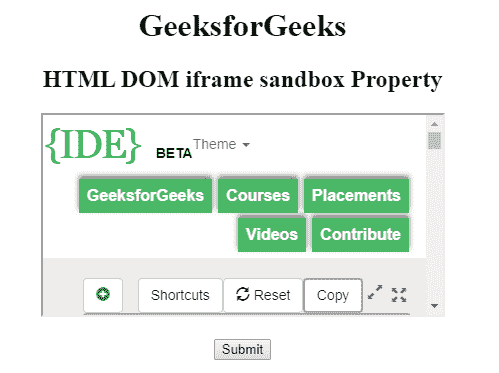 GeeksforGeeks
HTML DOM iframe sandbox Property
{IDE} BETA Theme
GeeksforGeeks Courses Placements
Videos Contribute
Shortcuts Reset Copy
Submit